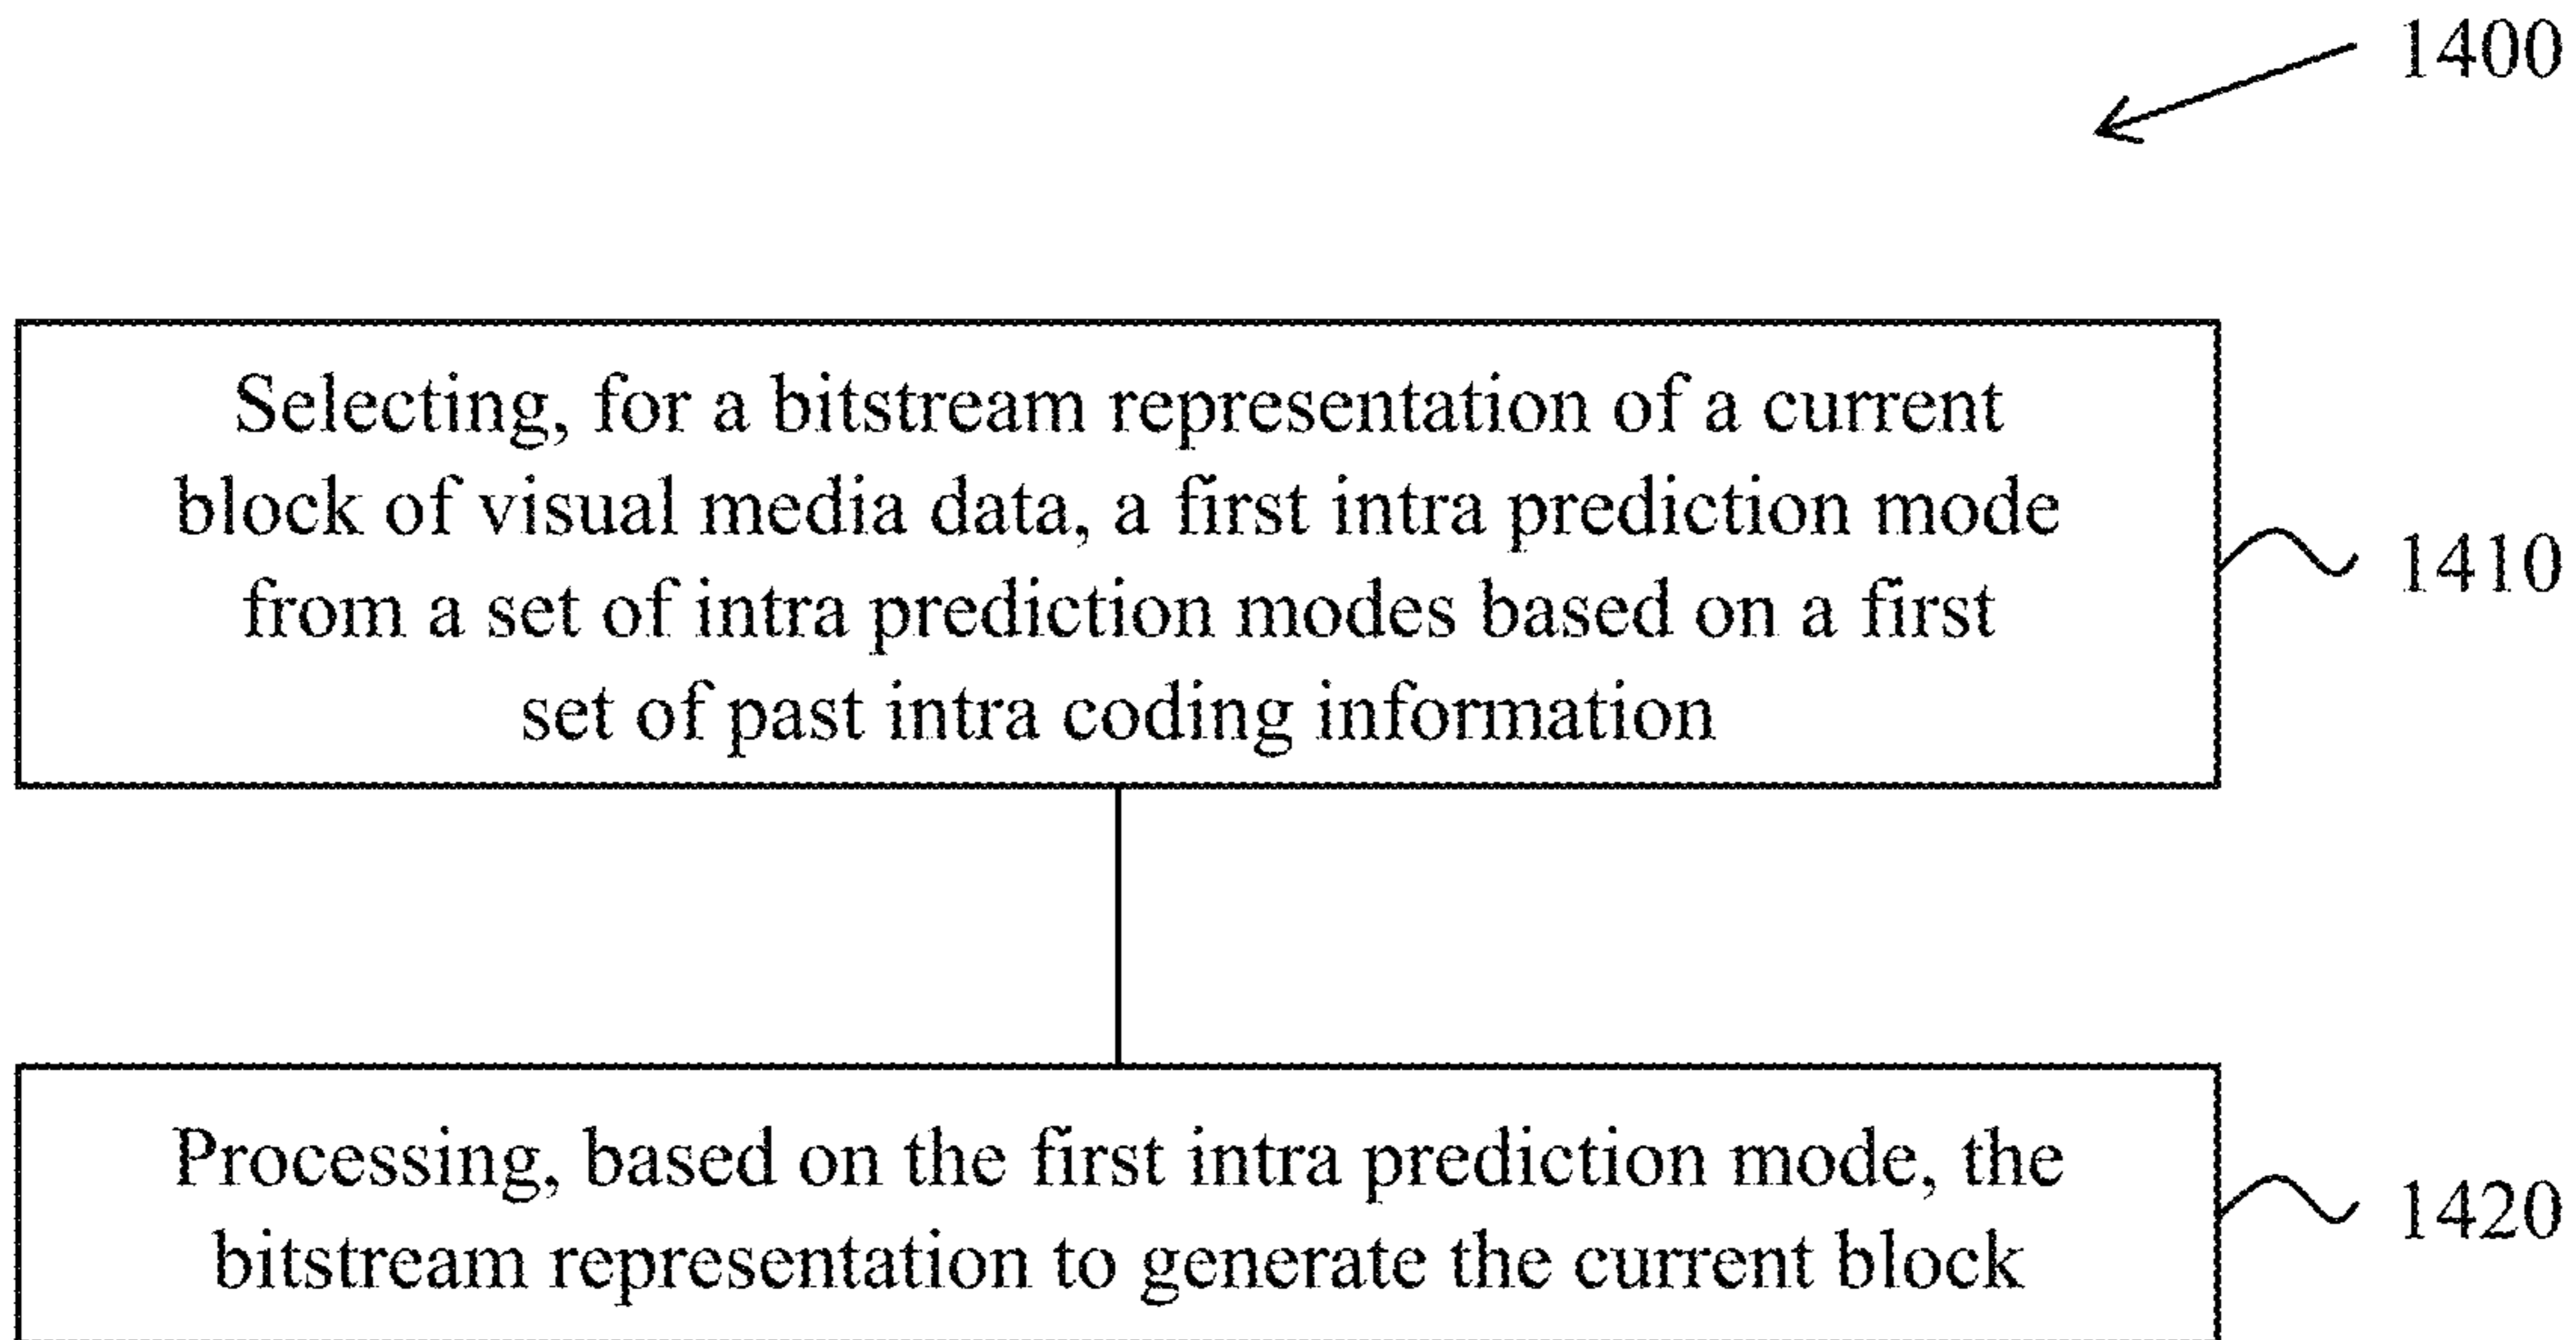 1400
Selecting, for a bitstream representation of a current
block of visual media data, a first intra prediction mode
from a set of intra prediction modes based on a first
set of past intra coding information
1410
Processing, based on the first intra prediction mode, the
bitstream representation to generate the current block
1420